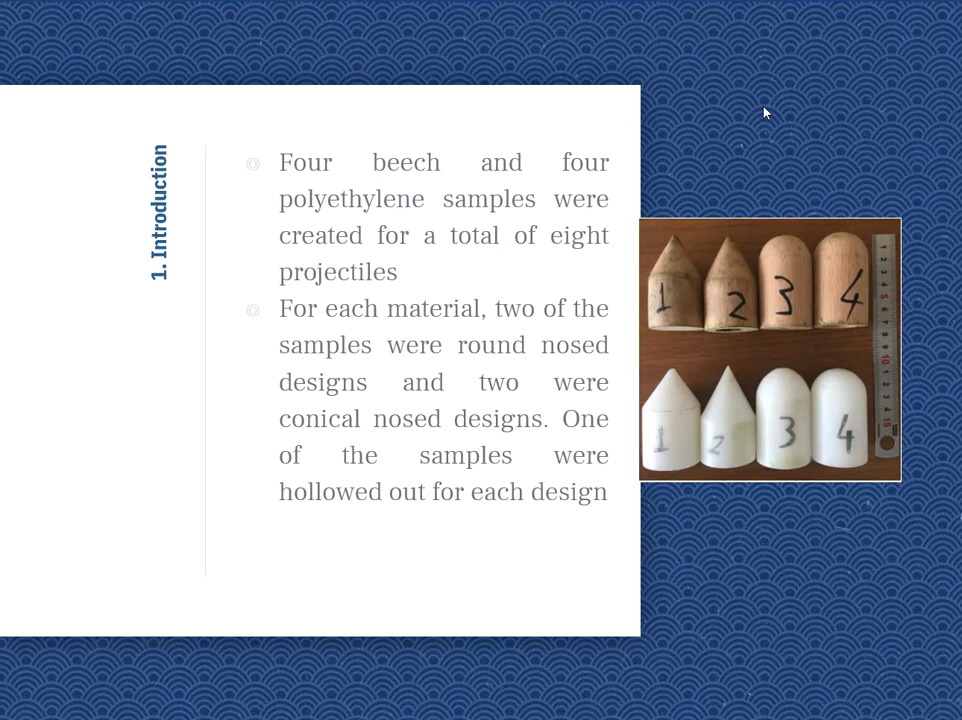 1. Introduction
Four beech and four
polyethylene samples were
created for a total of eight
projectiles
For each material, two of the
samples were round nosed
designs and two were
conical nosed designs. One
of the samples were
hollowed out for each design
1 2 3 4
1 2 3 4